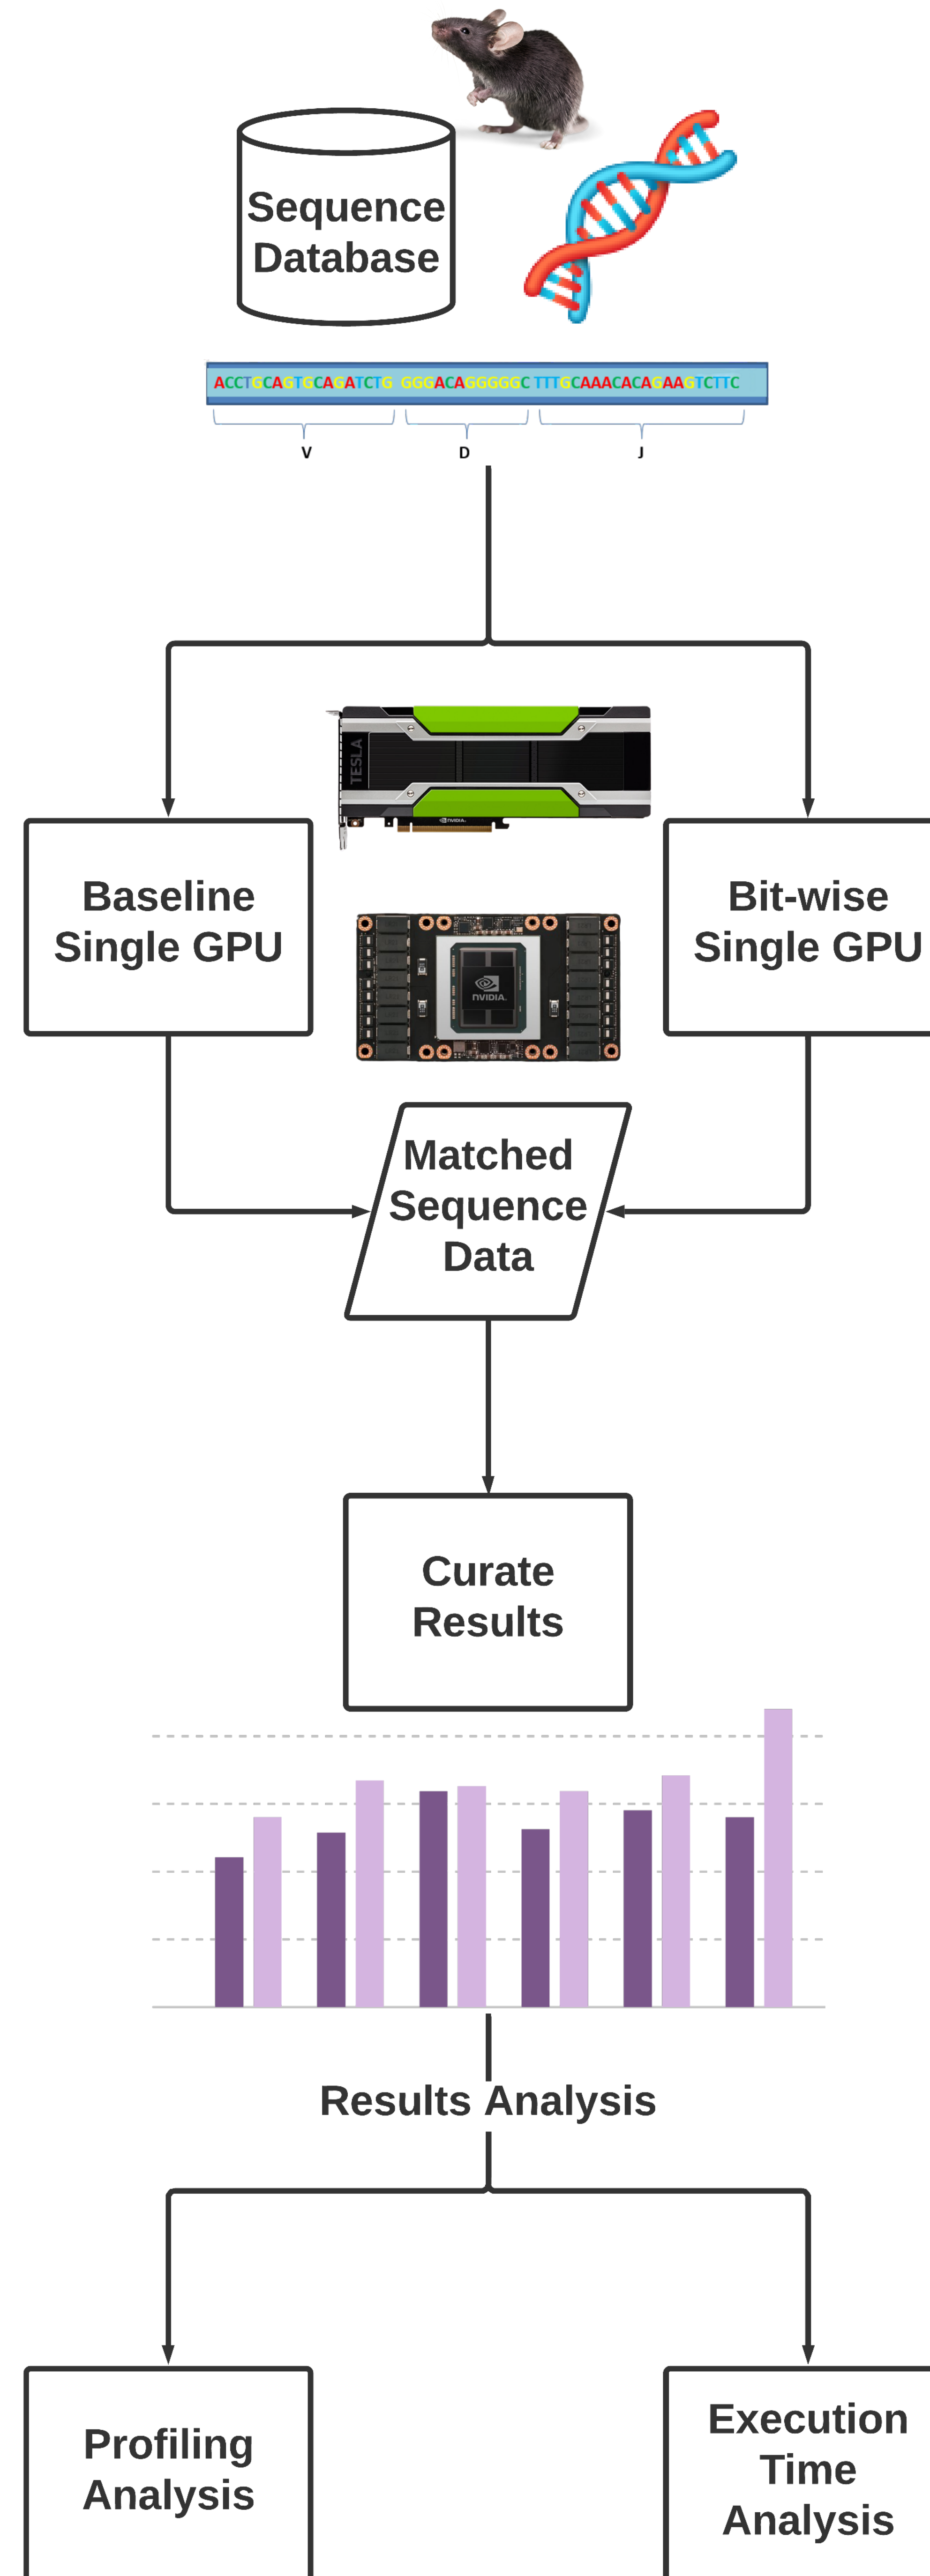 Sequence
Database
ACCTGCAGTGCAGATCTG GGGACAGGGGGC TTTGCAAACACAGAAGTCTTC
V D J
TESLA
NVIDIA.
Baseline
Single GPU
Bit-wise
Single GPU
NVIDIA.
Matched
Sequence
Data
Curate
Results
Results Analysis
Profiling
Analysis
Execution
Time
Analysis